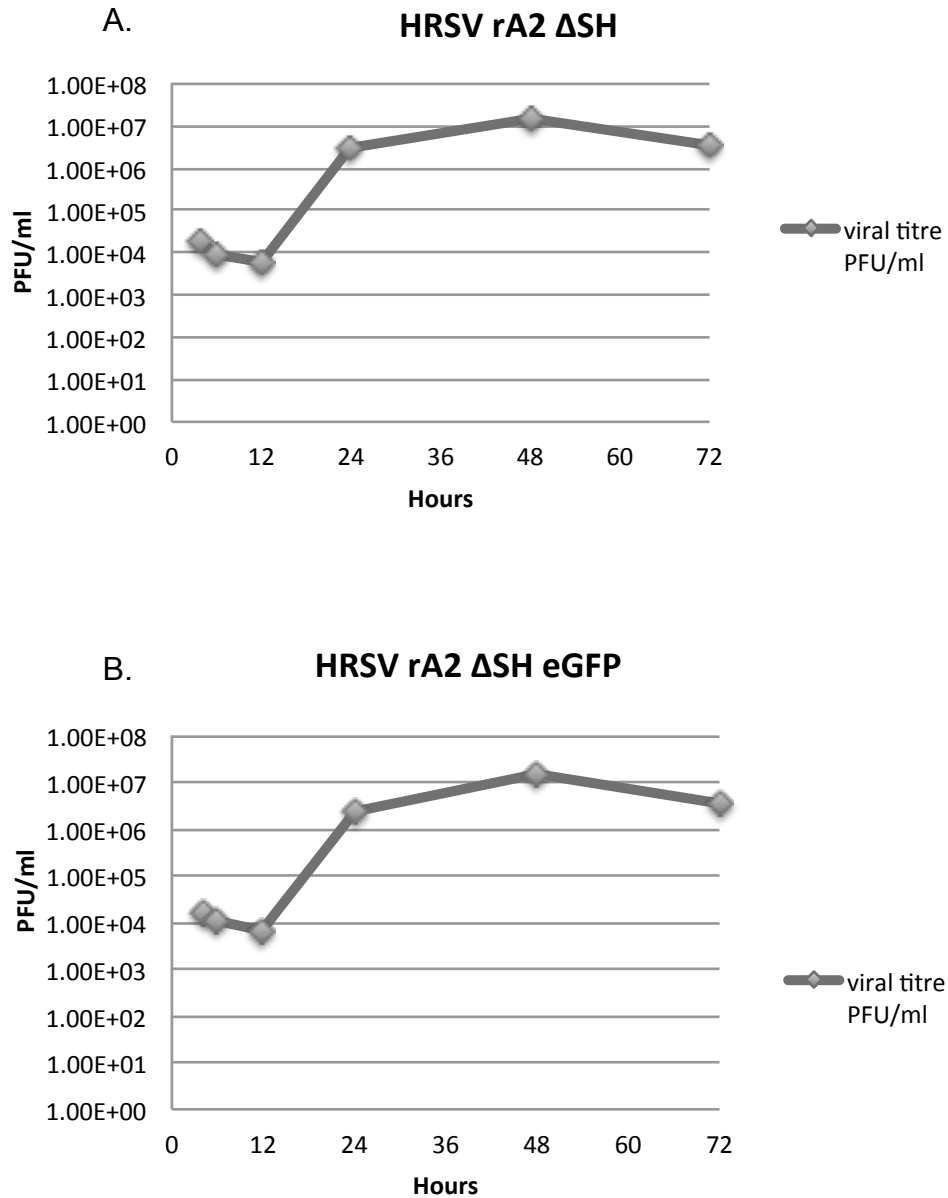 A.
HRSV rA2 ΔSH
1.00E+08
1.00E+07
1.00E+06
1.00E+05
1.00E+04
1.00E+03
1.00E+02
1.00E+01
1.00E+00
PFU/ml
0 12 24 36 48 60 72
Hours
viral titre
PFU/ml
B.
HRSV rA2 ΔSH eGFP
1.00E+08
1.00E+07
1.00E+06
1.00E+05
1.00E+04
1.00E+03
1.00E+02
1.00E+01
1.00E+00
PFU/ml
0 12 24 36 48 60 72
Hours
viral titre
PFU/ml